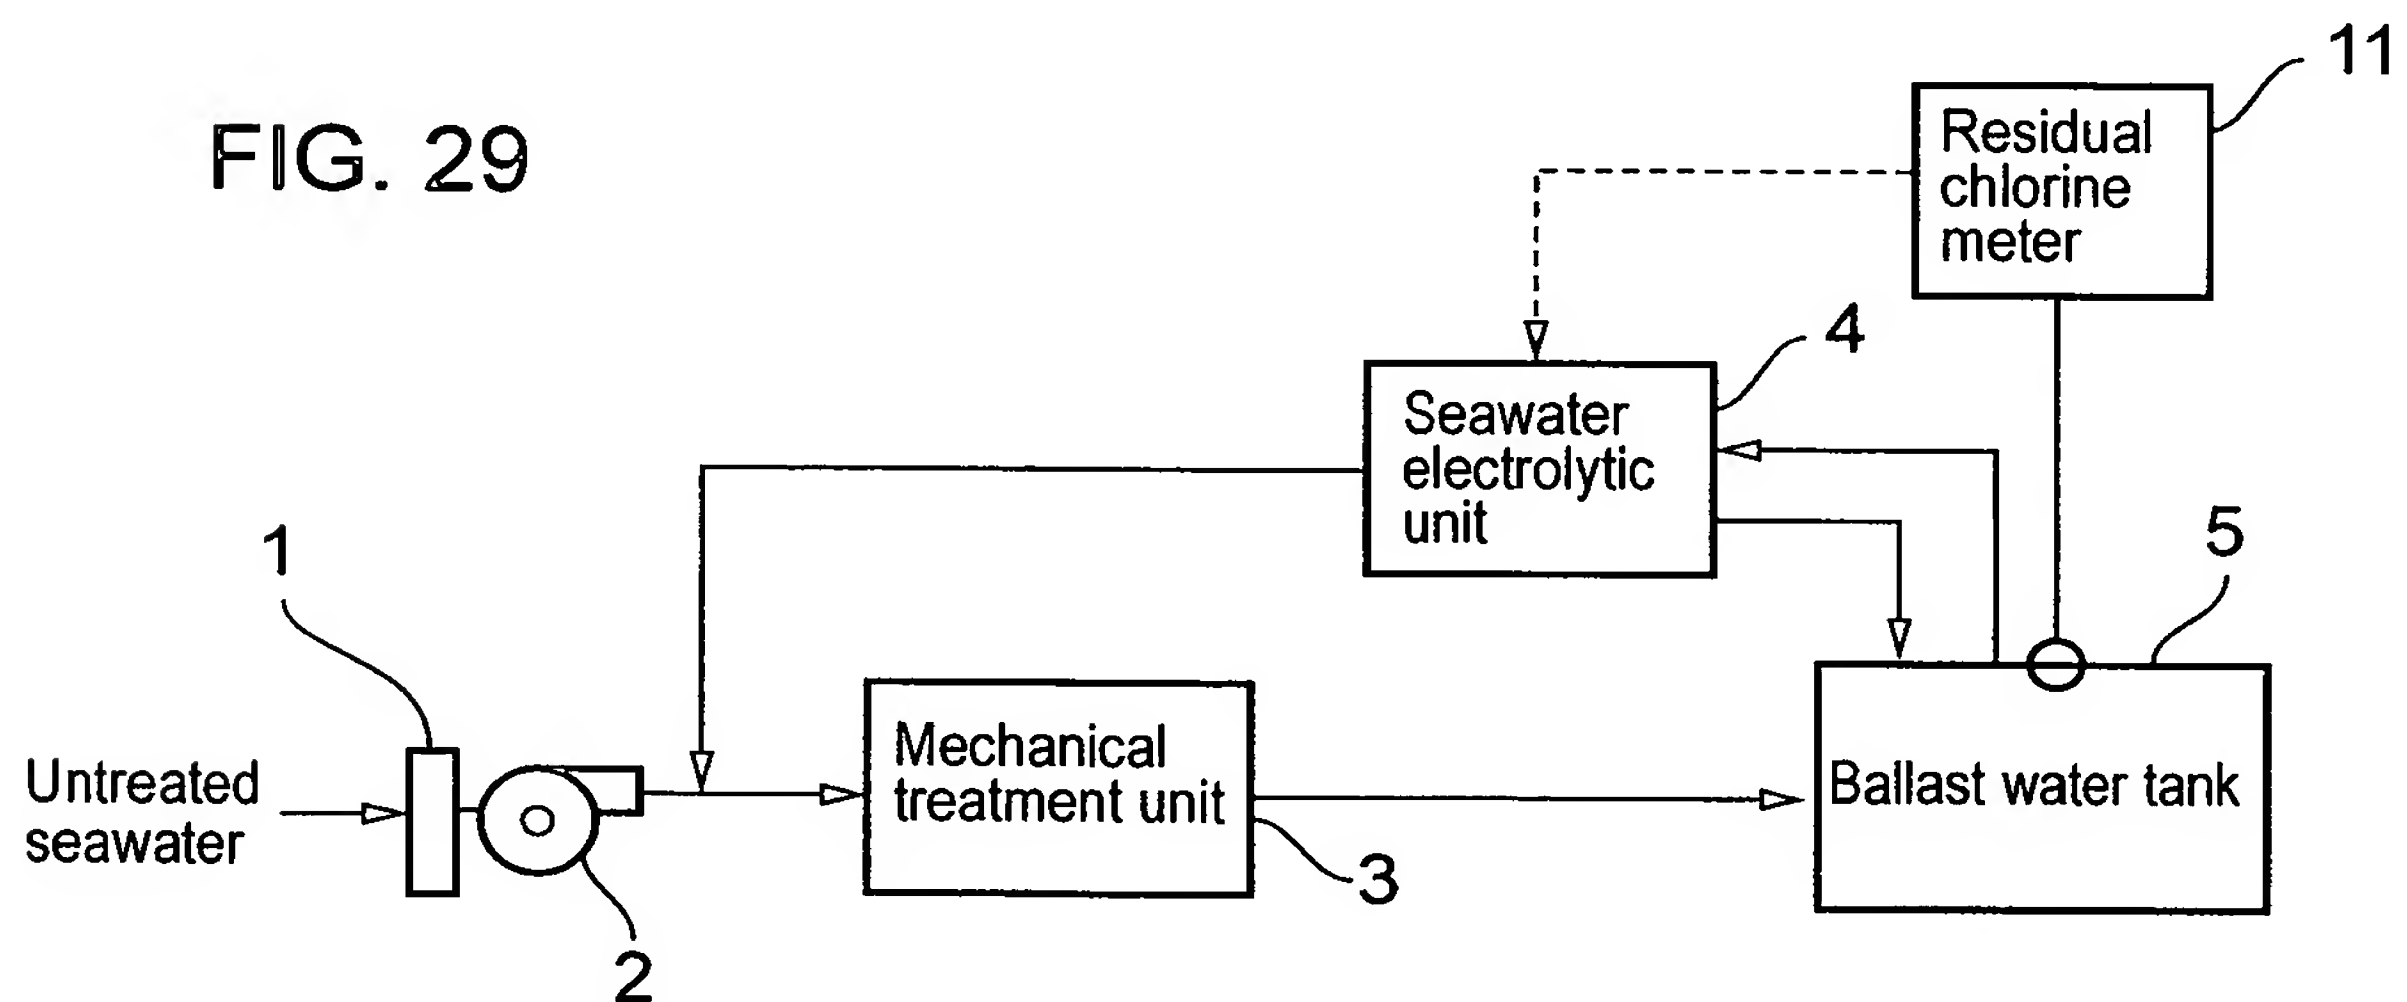 FIG. 29
11
Residual
chlorine
meter
4
Seawater
electrolytic
unit
5
1
Mechanical
treatment unit
Untreated
seawater
Ballast water tank
3
2